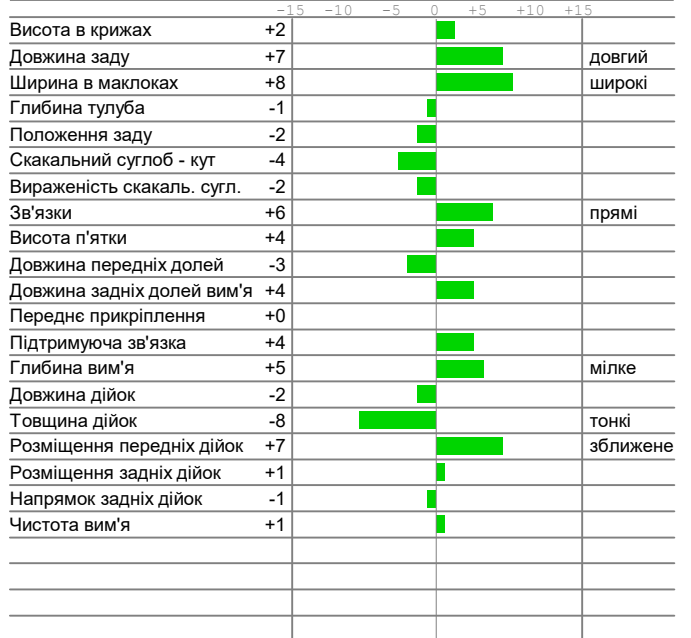 -15 -10 -5 0 +5 +10 +15
Висота в крижах +2
Довжина заду +7 довгий
Ширина в маклоках +8 широкі
Глибина тулуба -1
Положення заду -2
Скакальний суглоб - кут -4
Вираженість скакаль. сугл. -2
Зв'язки +6 прямі
Висота п'ятки +4
Довжина передніх долей -3
Довжина задніх долей вим'я +4
Переднє прикріплення +0
Підтримуюча зв'язка +4
Глибина вим'я +5 мілке
Довжина дійок -2
Товщина дійок -8 тонкі
Розміщення передніх дійок +7 зближене
Розміщення задніх дійок +1
Напрямок задніх дійок -1
Чистота вим'я +1